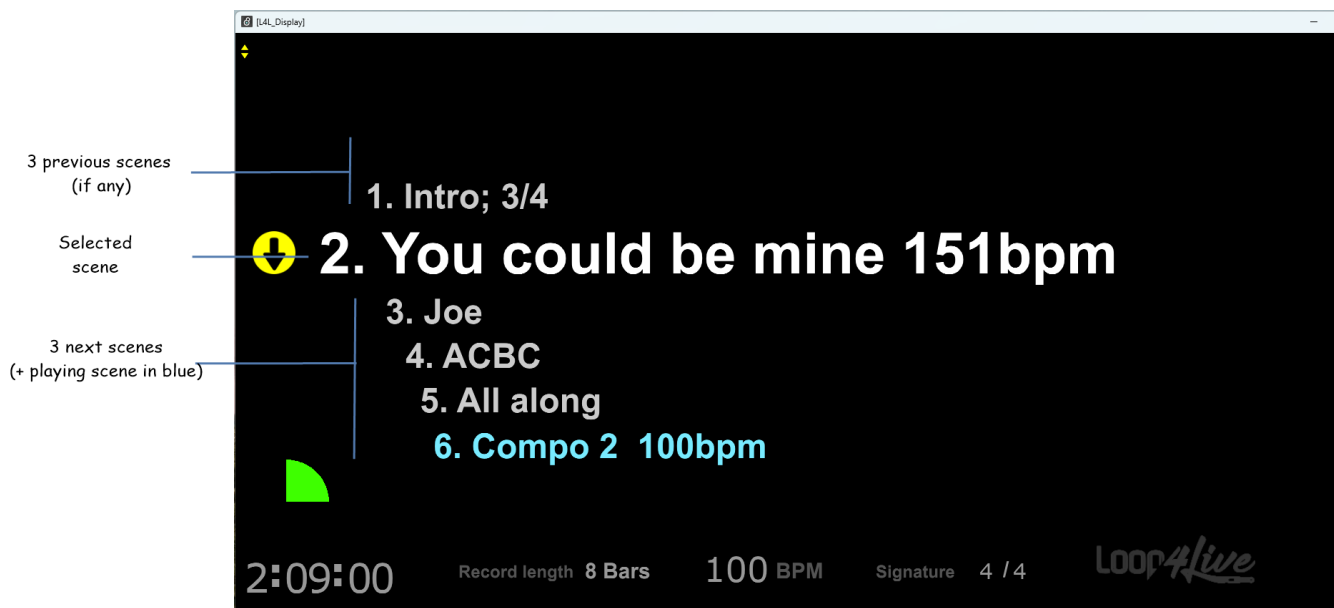 [L4L_Display]
3 previous scenes
(if any)
1. Intro; 3/4
Selected
scene
2. You could be mine 151bpm
3. Joe
3 next scenes
(+ playing scene in blue)
4. ACBC
5. All along
6. Compo 2  100bpm
2:09:00
Record length 8 Bars
100 BPM
Signature 4 / 4
Loop4Live